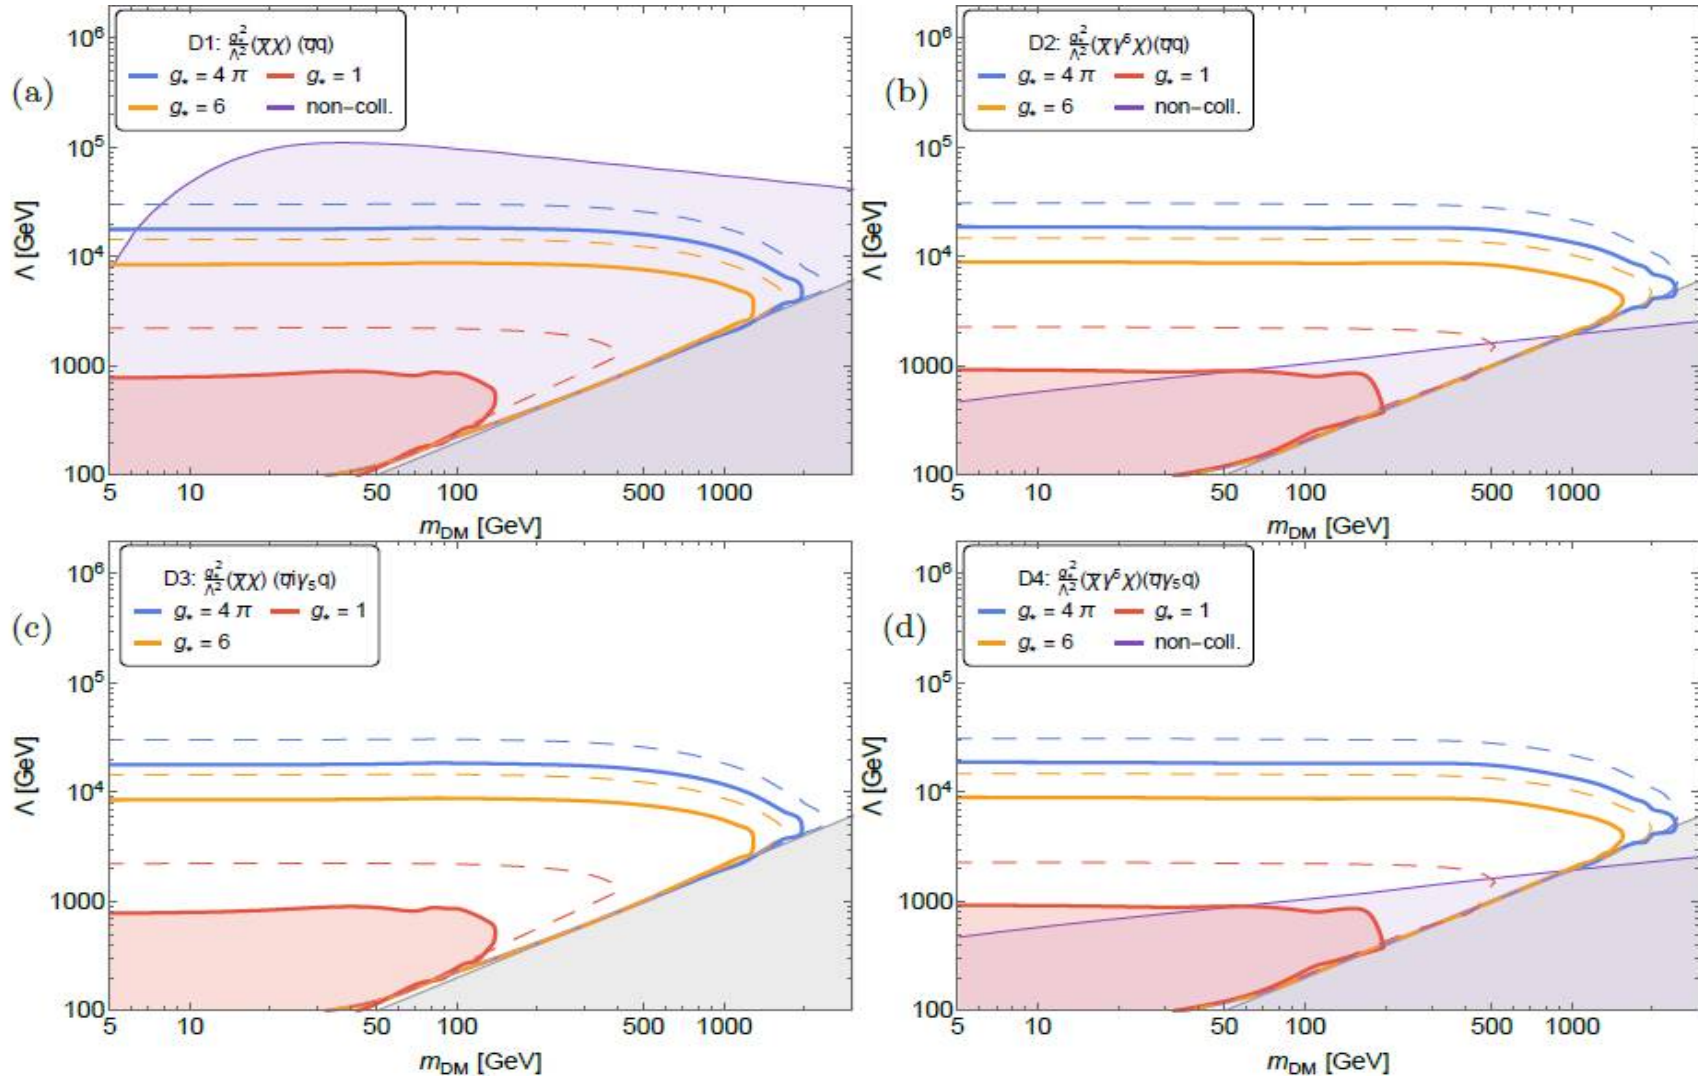 (a)
D1: g*²/Λ² (χ̅χ) (q̅q)
g* = 4 π g* = 1
g* = 6 non-coll.
10⁶
10⁵
10⁴
1000
100
Λ [GeV]
5 10 50 100 500 1000
m_DM [GeV]
(b)
D2: g*²/Λ² (χ̅γ⁵χ)(q̅q)
g* = 4 π g* = 1
g* = 6 non-coll.
10⁶
10⁵
10⁴
1000
100
Λ [GeV]
5 10 50 100 500 1000
m_DM [GeV]
(c)
D3: g*²/Λ² (χ̅χ) (q̅iγ₅q)
g* = 4 π g* = 1
g* = 6
10⁶
10⁵
10⁴
1000
100
Λ [GeV]
5 10 50 100 500 1000
m_DM [GeV]
(d)
D4: g*²/Λ² (χ̅γ⁵χ)(q̅γ₅q)
g* = 4 π g* = 1
g* = 6 non-coll.
10⁶
10⁵
10⁴
1000
100
Λ [GeV]
5 10 50 100 500 1000
m_DM [GeV]